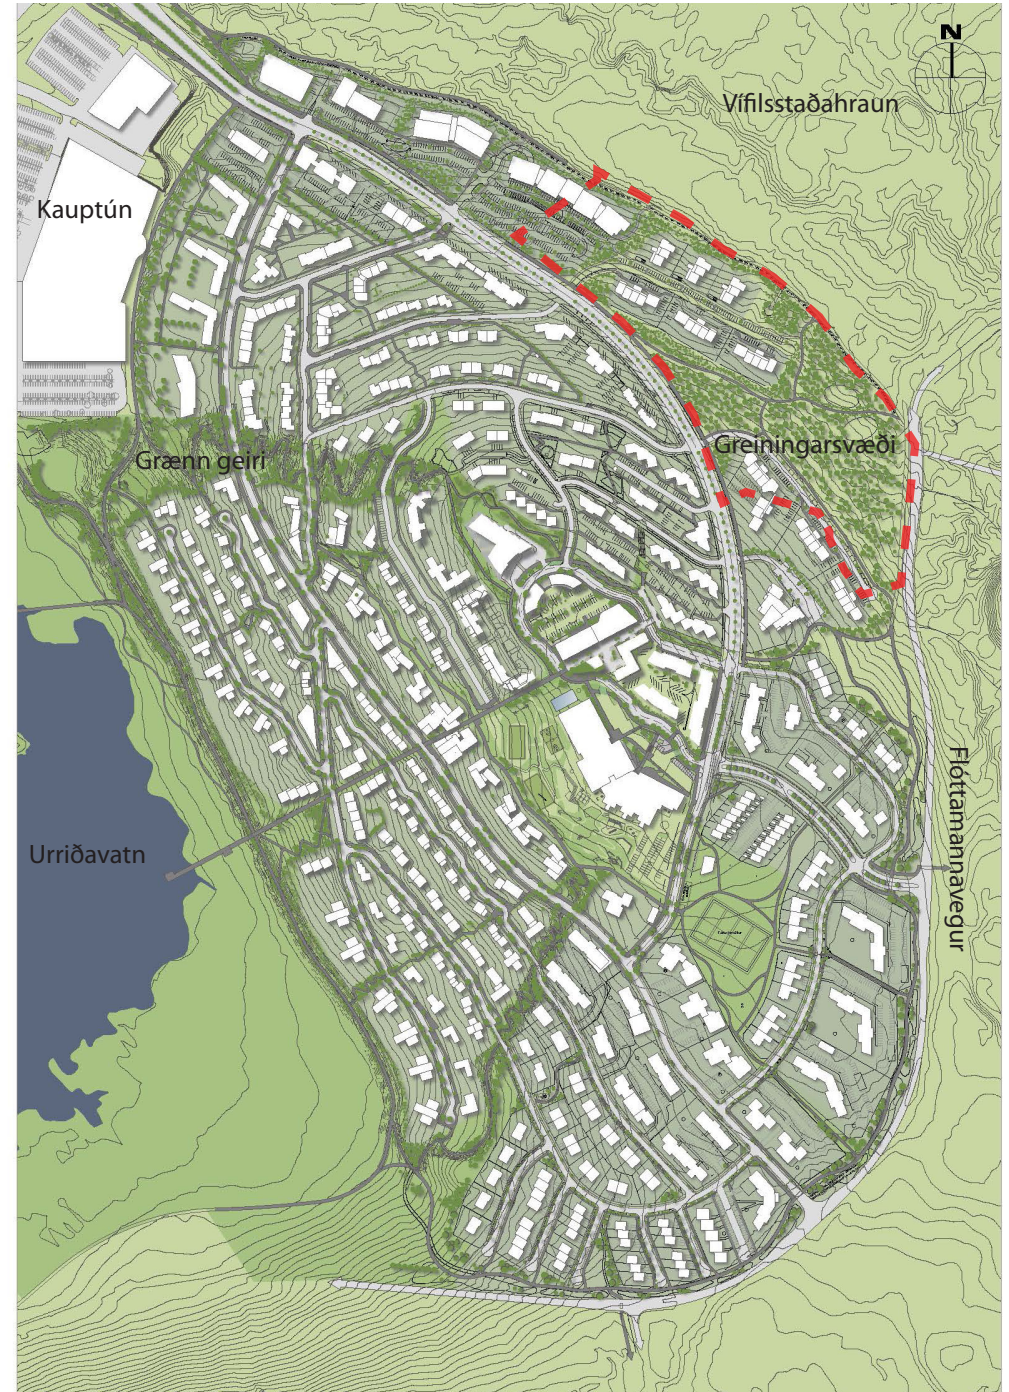 N
Vífilsstaðahraun
Kauptún
Greiningarsvæði
Grænn geiri
Flóttamannavegur
Urriðavatn